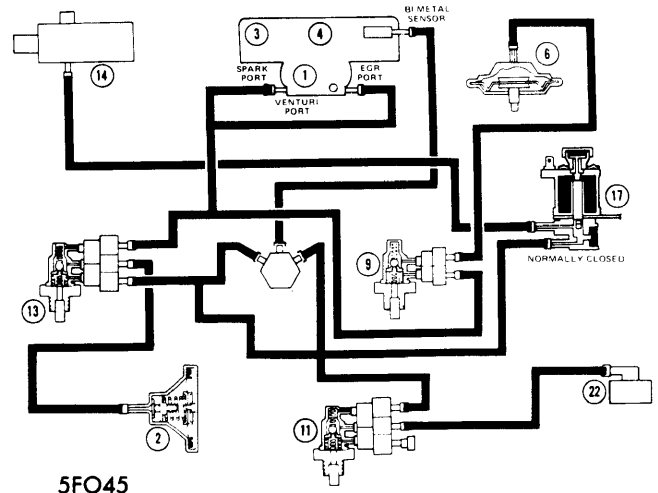 BI METAL
SENSOR
3
4
6
14
SPARK
PORT
1
EGR
PORT
VENTURI
PORT
17
9
NORMALLY CLOSED
13
22
2
11
5FO45